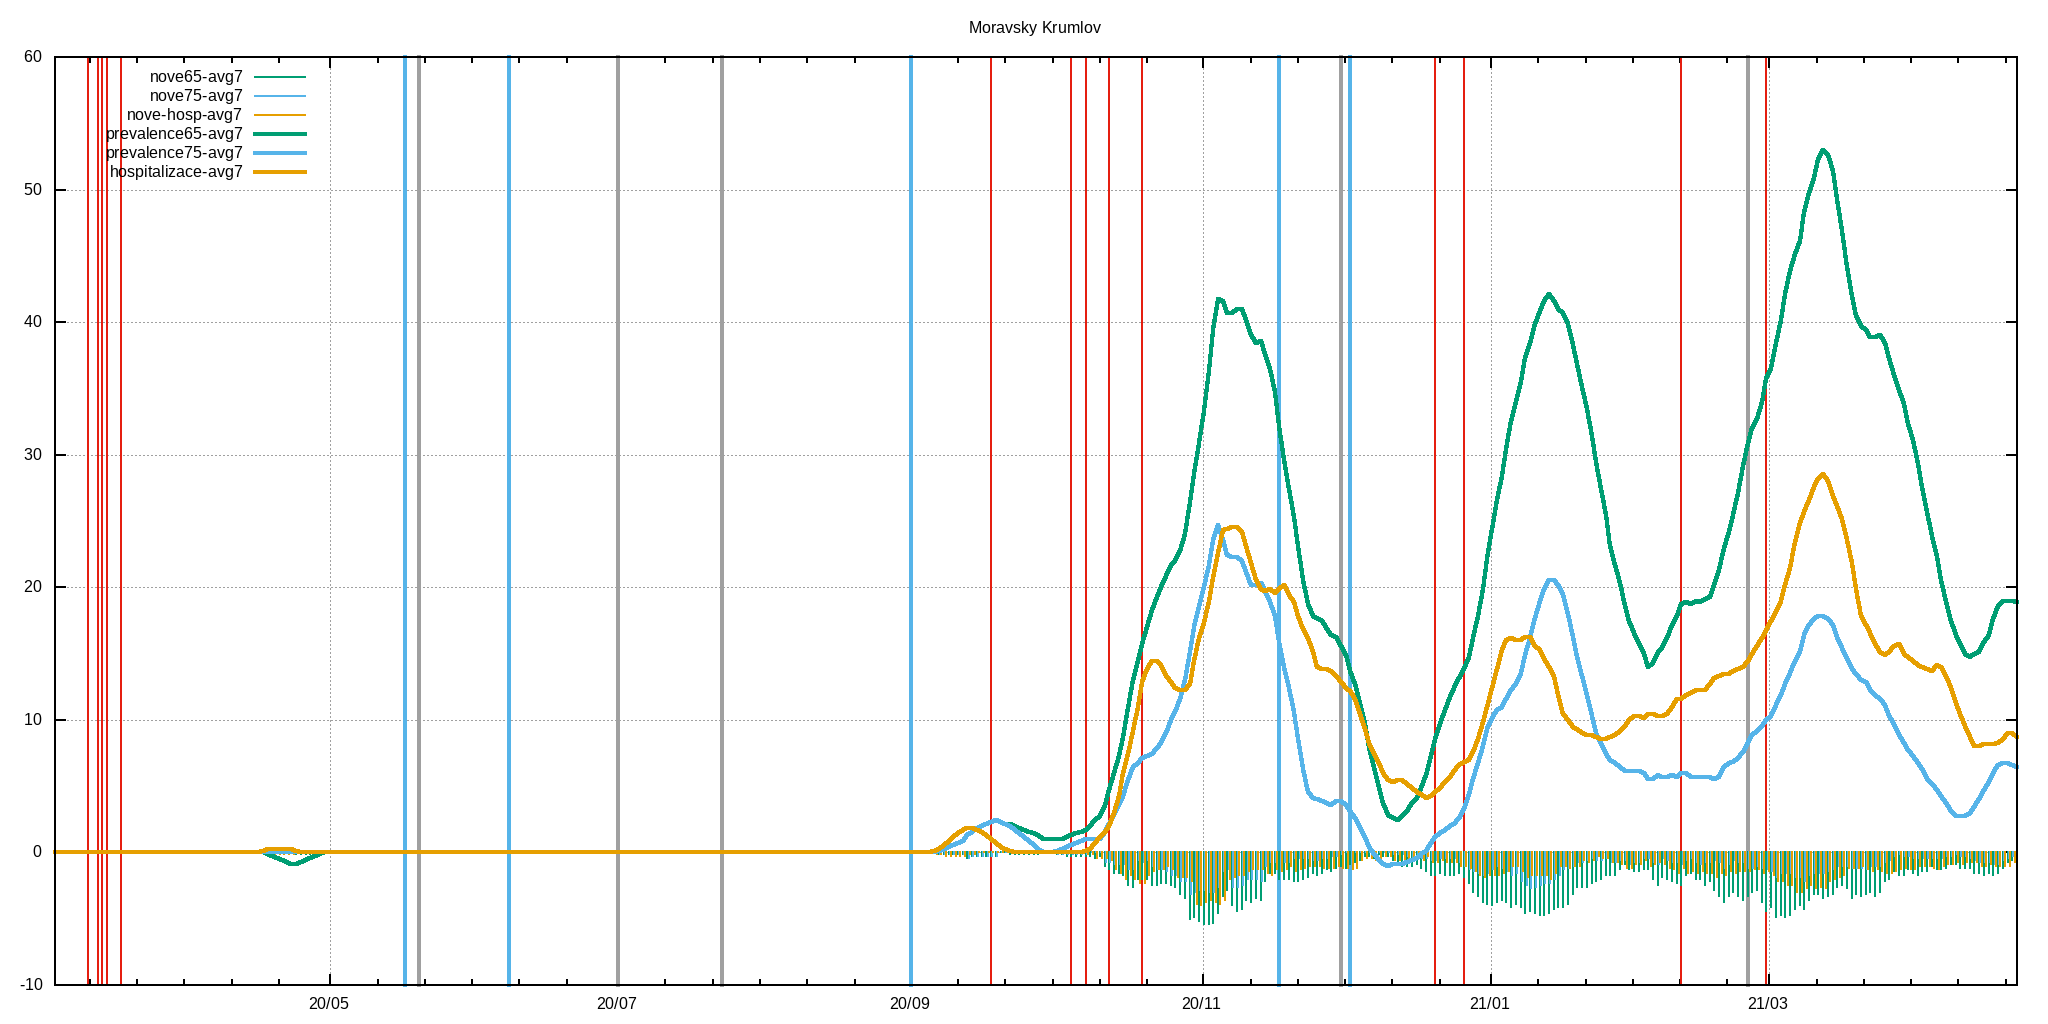 Moravsky Krumlov
60
50
40
30
20
10
0
-10
nove65-avg7
nove75-avg7
nove-hosp-avg7
prevalence65-avg7
prevalence75-avg7
hospitalizace-avg7
20/05 20/07 20/09 20/11 21/01 21/03